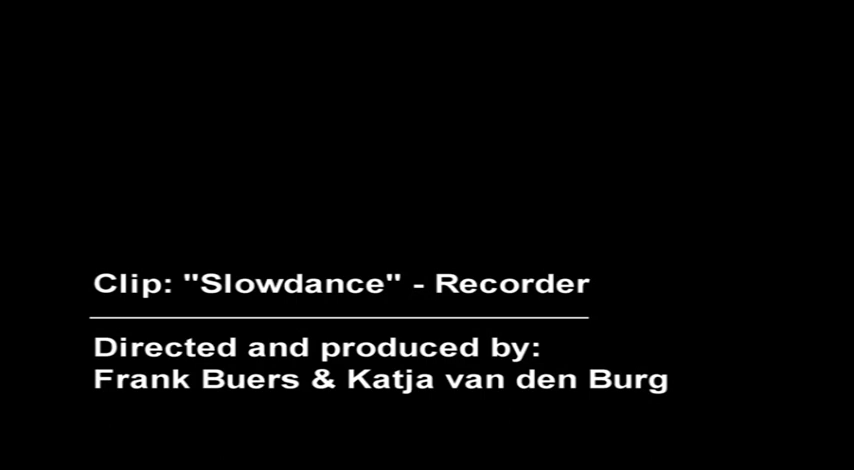 Clip: "Slowdance" - Recorder
Directed and produced by:
Frank Buers & Katja van den Burg